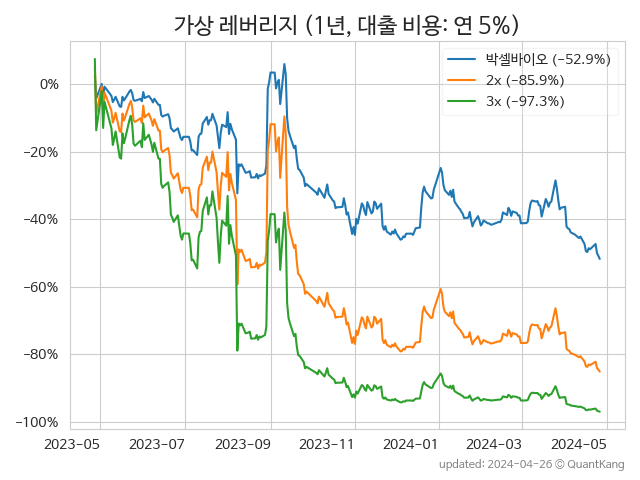 가상 레버리지 (1년, 대출 비용: 연 5%)
박셀바이오 (−52.9%)
2x (−85.9%)
3x (−97.3%)
0%
−20%
−40%
−60%
−80%
−100%
2023-05 2023-07 2023-09 2023-11 2024-01 2024-03 2024-05
updated: 2024-04-26 © QuantKang